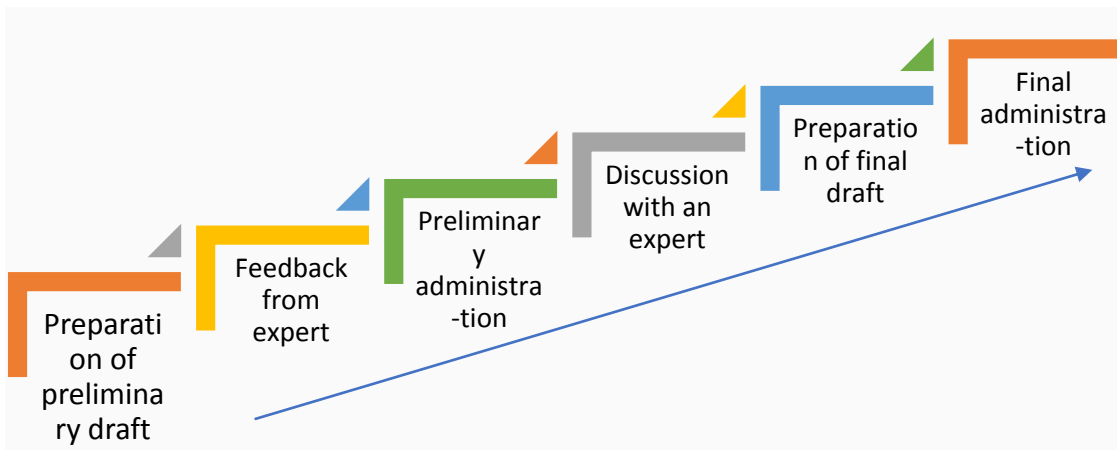 Preparati
on of
prelimina
ry draft
Feedback
from
expert
Preliminar
y
administra
-tion
Discussion
with an
expert
Preparatio
n of final
draft
Final
administra
-tion